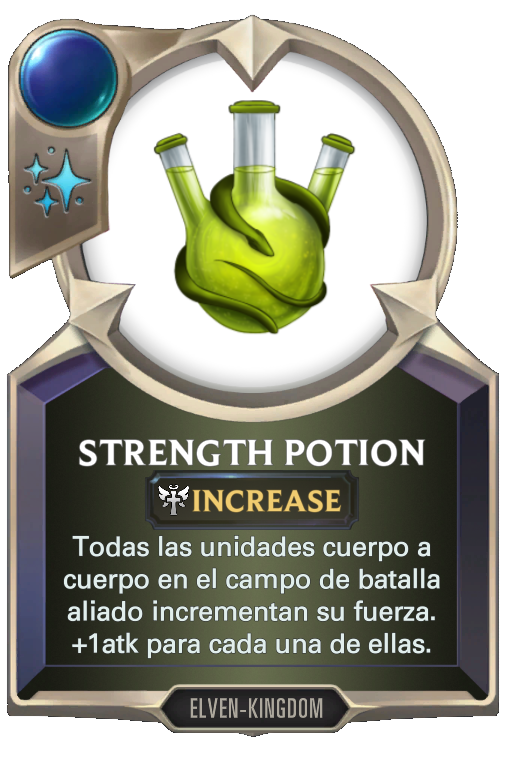 STRENGTH POTION
INCREASE
Todas las unidades cuerpo a
cuerpo en el campo de batalla
aliado incrementan su fuerza.
+1atk para cada una de ellas.
ELVEN-KINGDOM